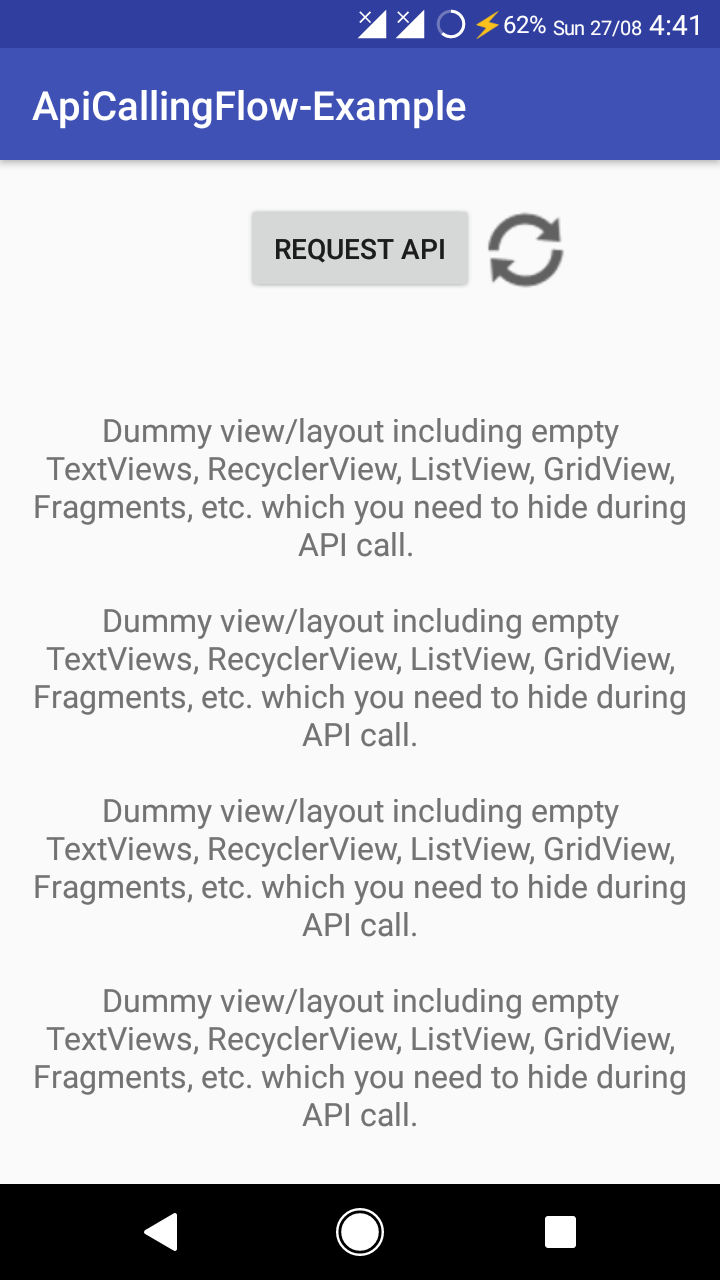 62% Sun 27/08 4:41
ApiCallingFlow-Example
REQUEST API
Dummy view/layout including empty
TextViews, RecyclerView, ListView, GridView,
Fragments, etc. which you need to hide during
API call.
Dummy view/layout including empty
TextViews, RecyclerView, ListView, GridView,
Fragments, etc. which you need to hide during
API call.
Dummy view/layout including empty
TextViews, RecyclerView, ListView, GridView,
Fragments, etc. which you need to hide during
API call.
Dummy view/layout including empty
TextViews, RecyclerView, ListView, GridView,
Fragments, etc. which you need to hide during
API call.